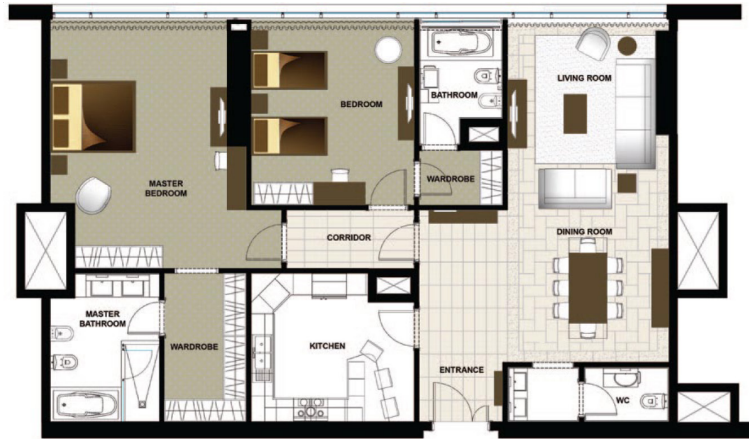 LIVING ROOM
BEDROOM
BATHROOM
MASTER
BEDROOM
WARDROBE
CORRIDOR
DINING ROOM
MASTER
BATHROOM
WARDROBE
KITCHEN
ENTRANCE
WC